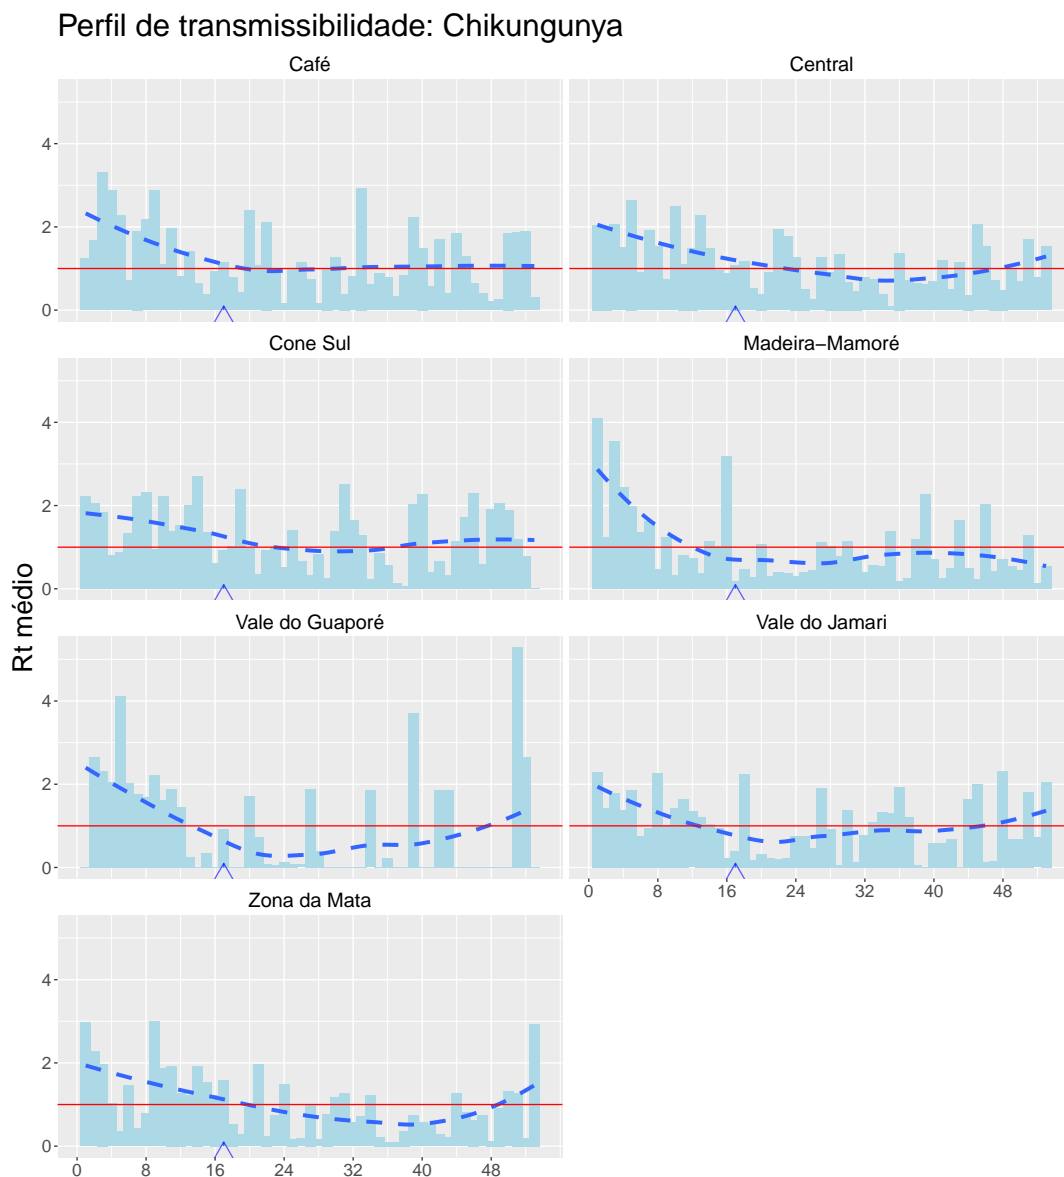 Perfil de transmissibilidade: Chikungunya
Café Central
4
2
0
Cone Sul Madeira−Mamoré
4
2
0
Rt médio
Vale do Guaporé Vale do Jamari
4
2
0
0 8 16 24 32 40 48
Zona da Mata
4
2
0
0 8 16 24 32 40 48